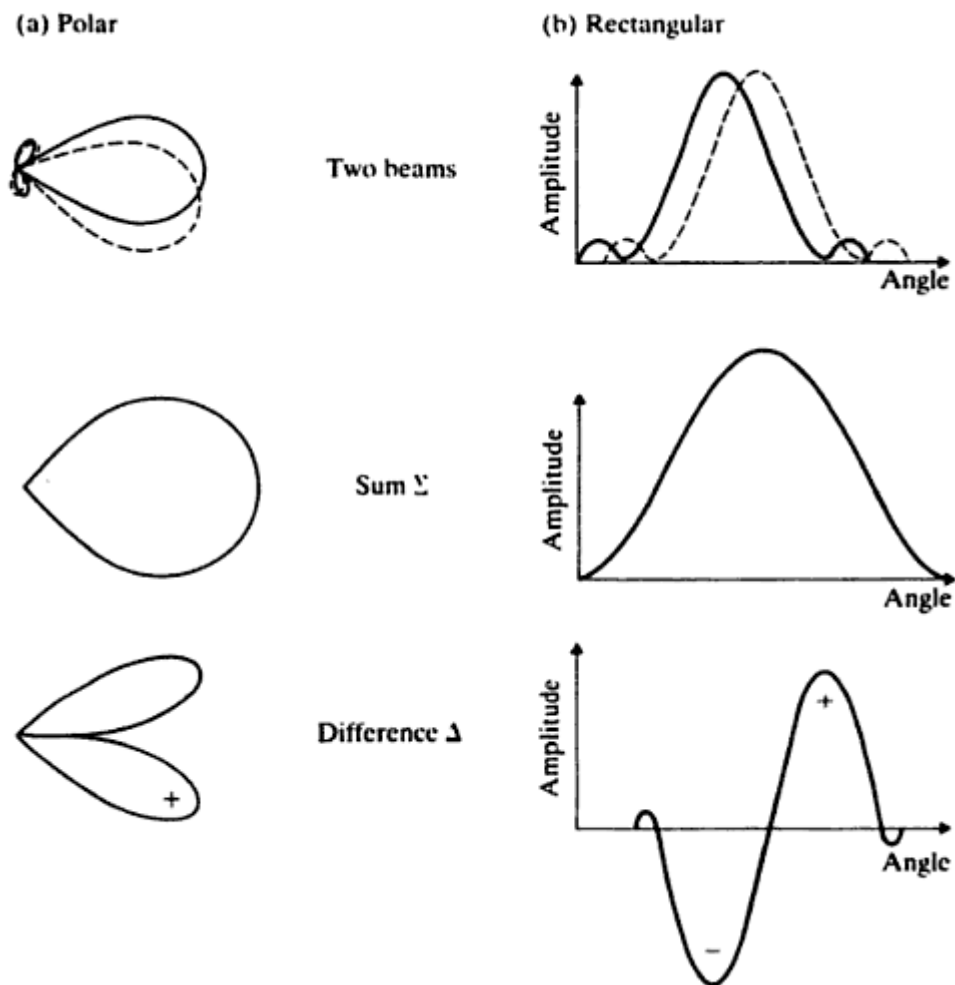 (a) Polar
(b) Rectangular
Two beams
Amplitude
Angle
Sum Σ
Amplitude
Angle
Difference Δ
+
Amplitude
+
−
Angle